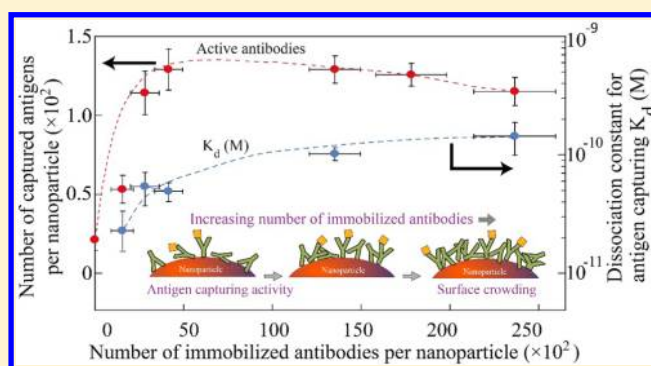 1.5
1.0
0.5
0
Number of captured antigens
per nanoparticle (×10²)
Active antibodies
K_d (M)
Increasing number of immobilized antibodies
Nanoparticle
Nanoparticle
Nanoparticle
Antigen capturing activity
Surface crowding
0
50
100
150
200
250
Number of immobilized antibodies per nanoparticle (×10²)
10⁻⁹
10⁻¹⁰
10⁻¹¹
Dissociation constant for
antigen capturing K_d (M)